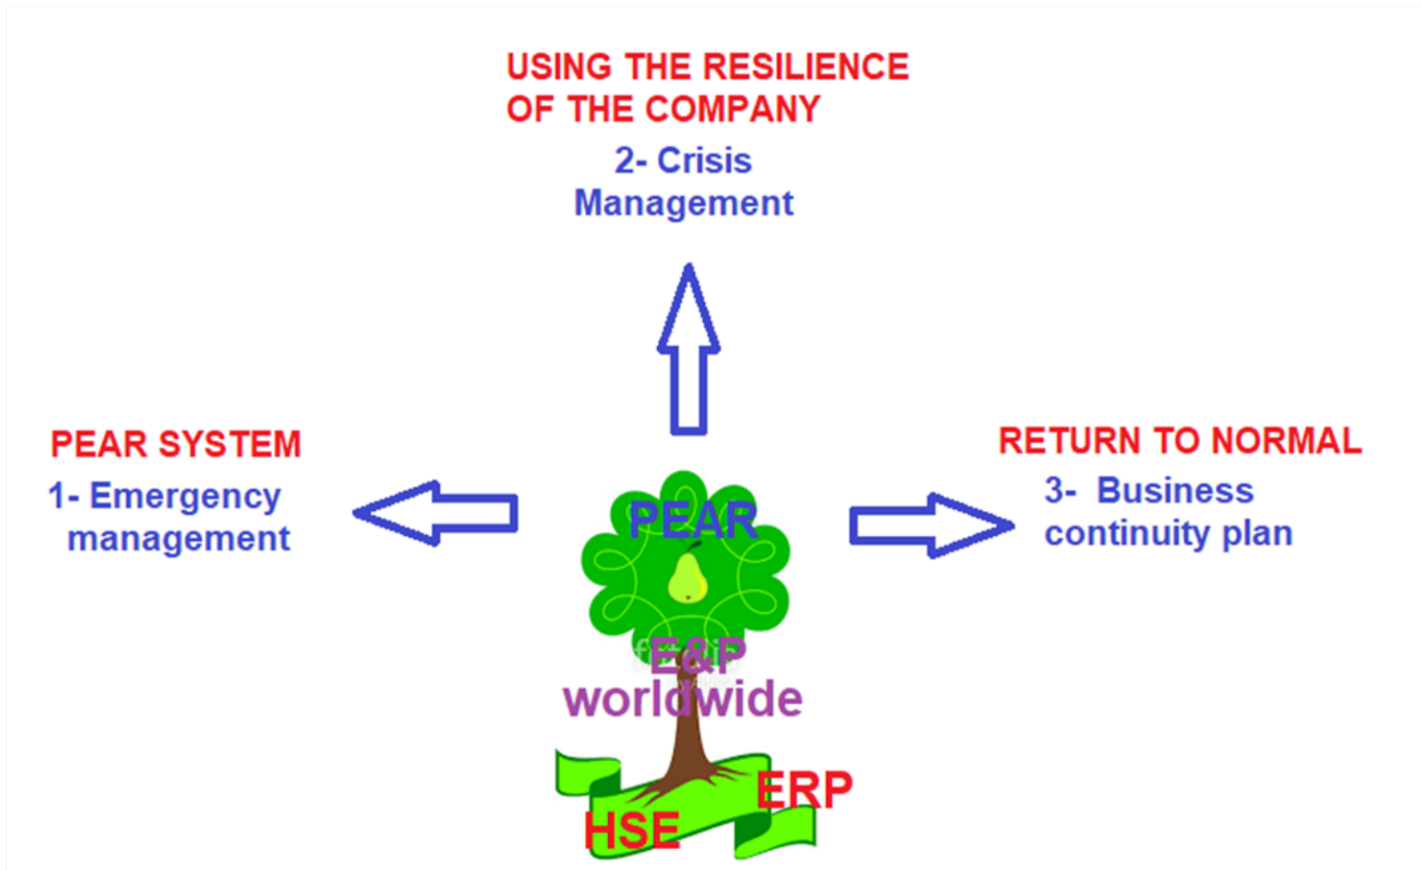 USING THE RESILIENCE
OF THE COMPANY
2- Crisis
Management
PEAR SYSTEM
1- Emergency
management
RETURN TO NORMAL
3- Business
continuity plan
PEAR
E&P
worldwide
ERP
HSE